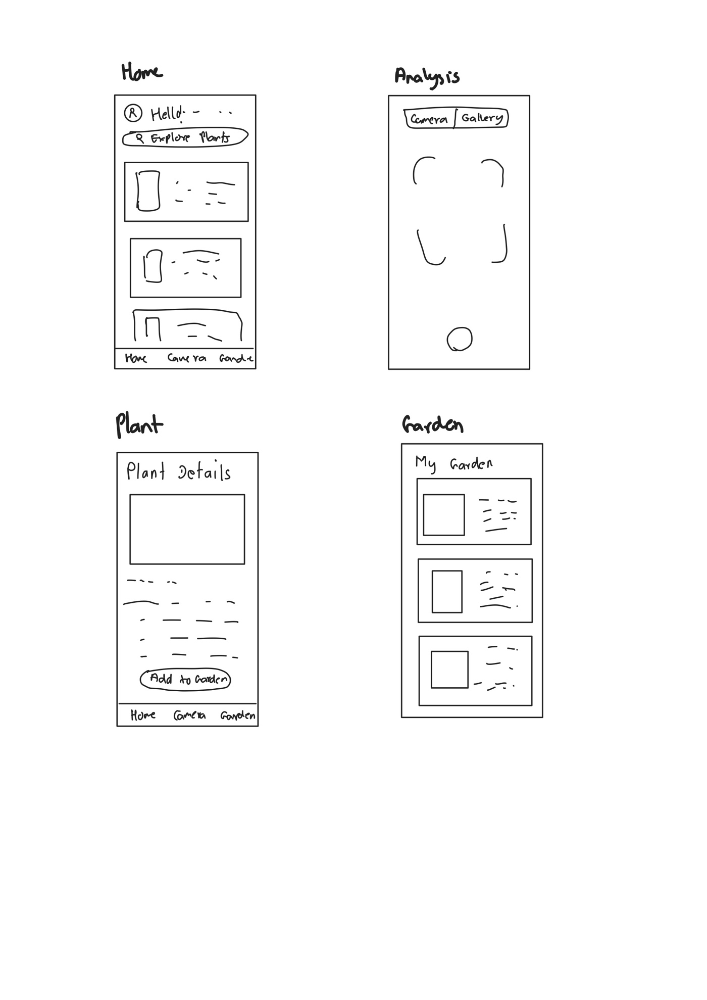 Home
R Hello!
Explore Plants
Home Camera
Analysis
Camera Gallery
Plant
Plant Details
Add to Garden
Home Camera Garden
Garden
My Garden